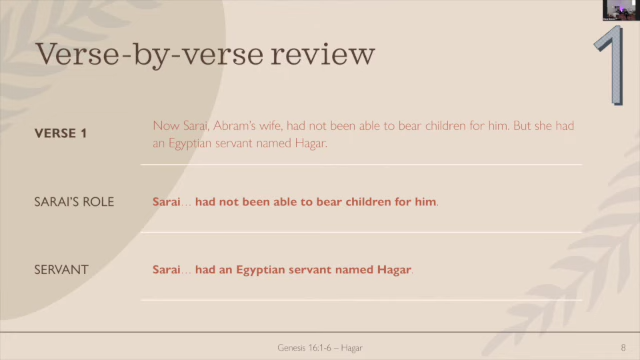 Verse-by-verse review
1
VERSE 1
Now Sarai, Abram's wife, had not been able to bear children for him. But she had
an Egyptian servant named Hagar.
SARAI'S ROLE
Sarai... had not been able to bear children for him.
SERVANT
Sarai... had an Egyptian servant named Hagar.
Genesis 16:1-6 – Hagar
8